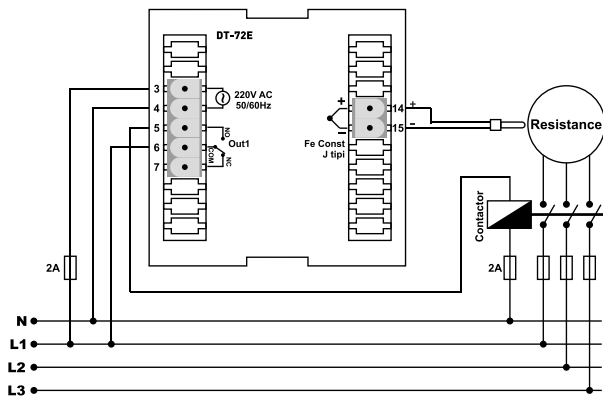 DT-72E
3
4
5
6
7
220V AC
50/60Hz
NO
Out1
COM
NC
+
−
Fe Const
J tipi
14
+
15
−
Resistance
Contactor
2A
2A
N
L1
L2
L3